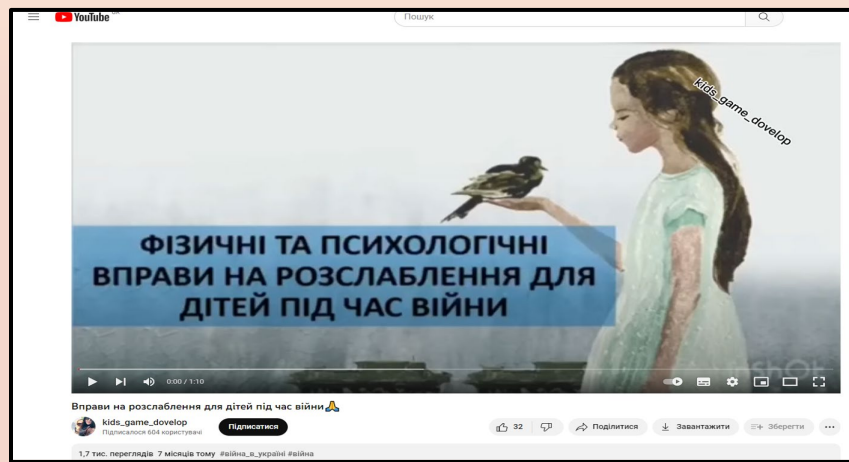 YouTube
Пошук
kids_game_dovelop
ФІЗИЧНІ ТА ПСИХОЛОГІЧНІ
ВПРАВИ НА РОЗСЛАБЛЕННЯ ДЛЯ
ДІТЕЙ ПІД ЧАС ВІЙНИ
0:00 / 1:10
Вправи на розслаблення для дітей під час війни🙏
kids_game_dovelop
Підписалося 604 користувачі
Підписатися
32
Поділитися
Завантажити
Зберегти
1,7 тис. переглядів 7 місяців тому #війна_в_україні #війна